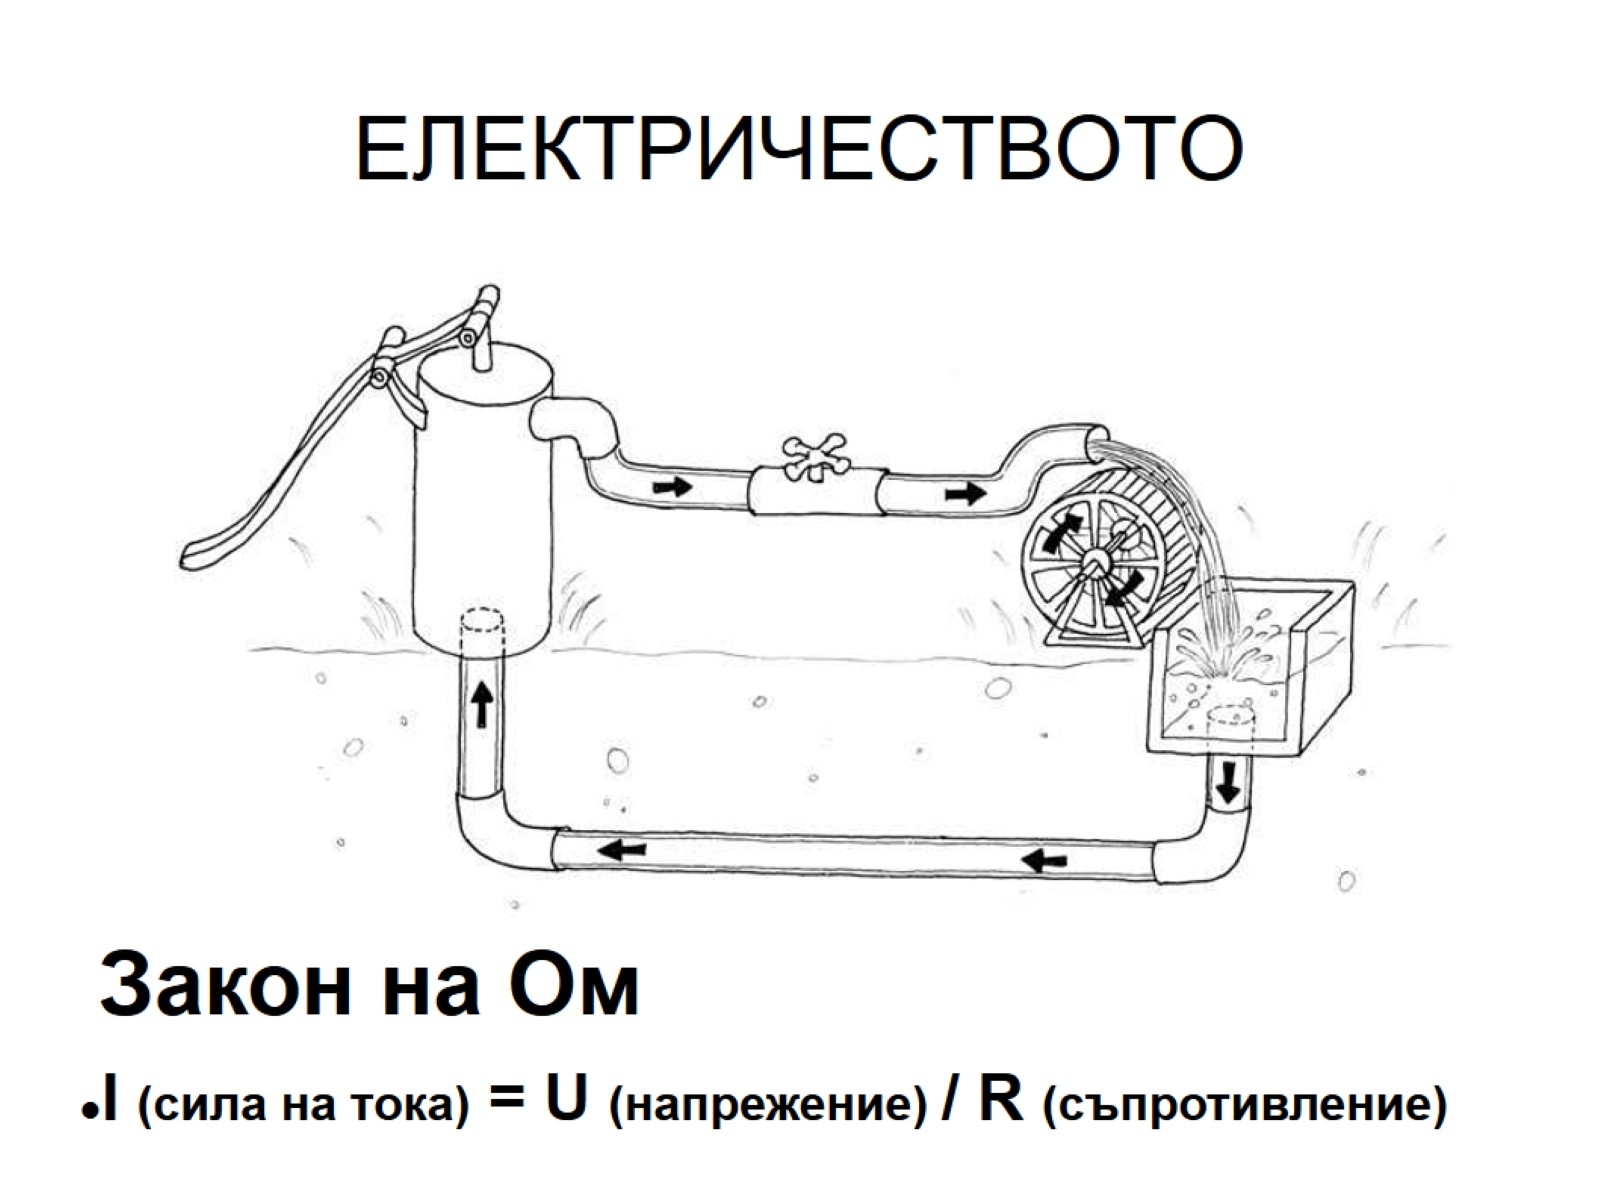 ЕЛЕКТРИЧЕСТВОТО
Закон на Ом
●I (сила на тока) = U (напрежение) / R (съпротивление)